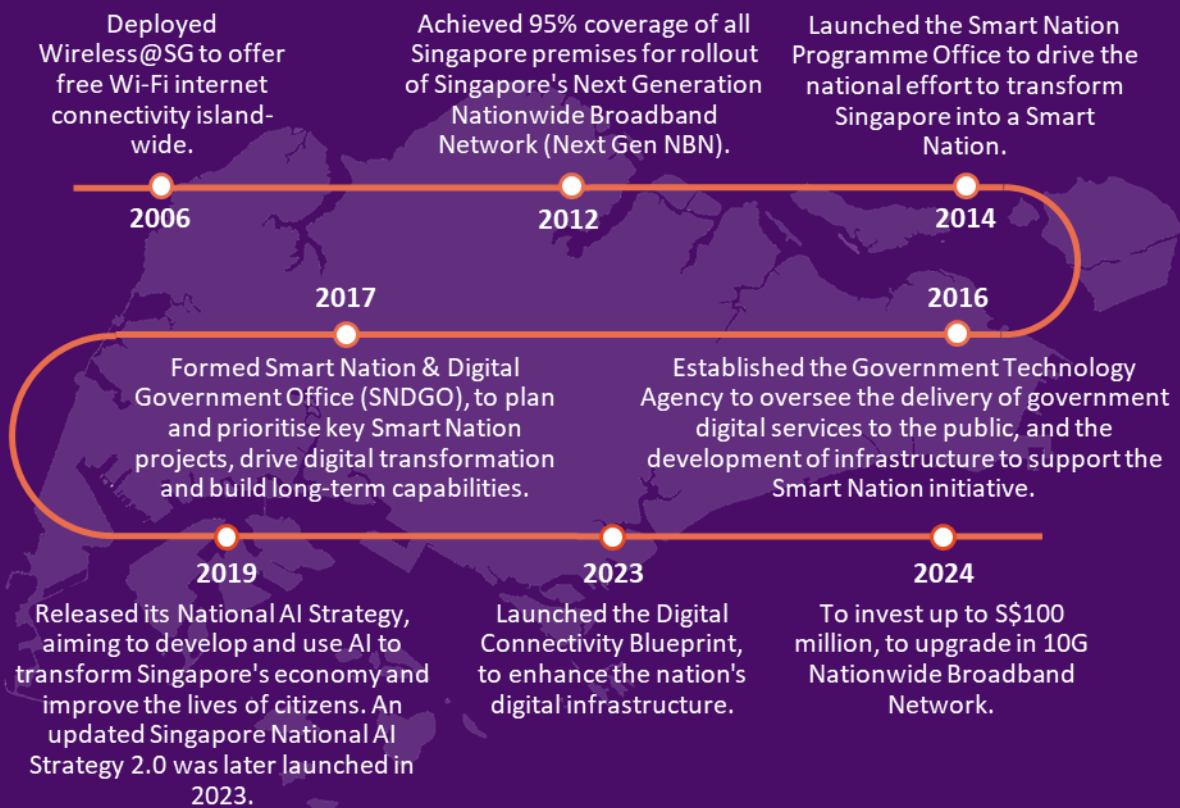 Deployed
Wireless@SG to offer
free Wi-Fi internet
connectivity island-
wide.
2006
Achieved 95% coverage of all
Singapore premises for rollout
of Singapore's Next Generation
Nationwide Broadband
Network (Next Gen NBN).
2012
Launched the Smart Nation
Programme Office to drive the
national effort to transform
Singapore into a Smart
Nation.
2014
2016
Established the Government Technology
Agency to oversee the delivery of government
digital services to the public, and the
development of infrastructure to support the
Smart Nation initiative.
2017
Formed Smart Nation & Digital
Government Office (SNDGO), to plan
and prioritise key Smart Nation
projects, drive digital transformation
and build long-term capabilities.
2019
Released its National AI Strategy,
aiming to develop and use AI to
transform Singapore's economy and
improve the lives of citizens. An
updated Singapore National AI
Strategy 2.0 was later launched in
2023.
2023
Launched the Digital
Connectivity Blueprint,
to enhance the nation's
digital infrastructure.
2024
To invest up to S$100
million, to upgrade in 10G
Nationwide Broadband
Network.